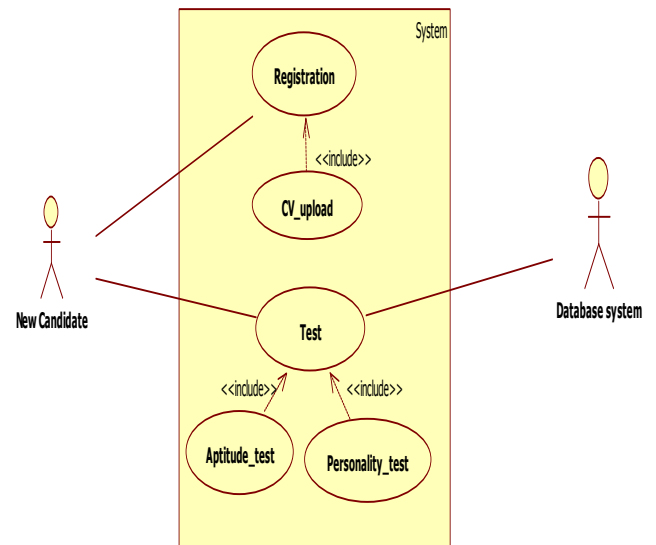 System
Registration
<<include>>
CV_upload
New Candidate
Database system
Test
<<include>>
<<include>>
Aptitude_test
Personality_test